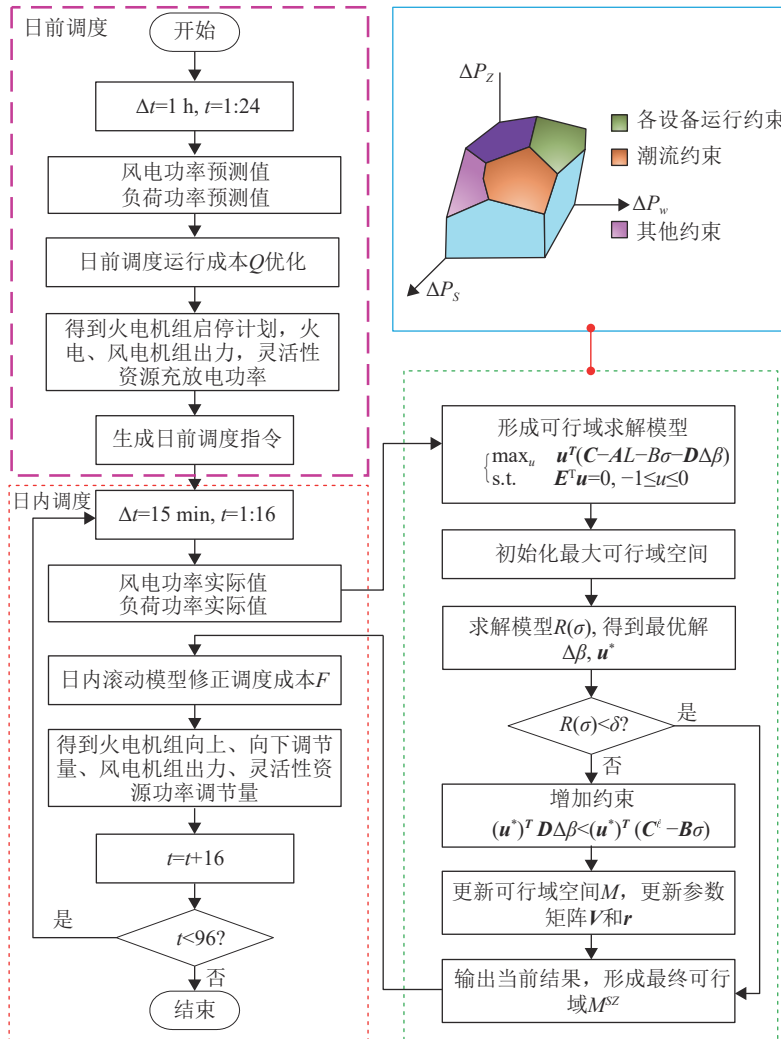 日前调度
开始
Δt=1 h, t=1:24
风电功率预测值
负荷功率预测值
日前调度运行成本Q优化
得到火电机组启停计划，火
电、风电机组出力，灵活性
资源充放电功率
生成日前调度指令
日内调度
Δt=15 min, t=1:16
风电功率实际值
负荷功率实际值
日内滚动模型修正调度成本F
得到火电机组向上、向下调节
量、风电机组出力、灵活性资
源功率调节量
t=t+16
是
t<96?
否
结束
ΔP_Z
各设备运行约束
潮流约束
ΔP_w
其他约束
ΔP_S
形成可行域求解模型
max_u u^T(C−AL−Bσ−DΔβ)
s.t. E^T u=0, −1≤u≤0
初始化最大可行域空间
求解模型R(σ), 得到最优解
Δβ, u*
R(σ)<δ?
是
否
增加约束
(u*)^T DΔβ<(u*)^T (C −Bσ)
更新可行域空间M，更新参数
矩阵V和r
输出当前结果，形成最终可行
域M^SZ